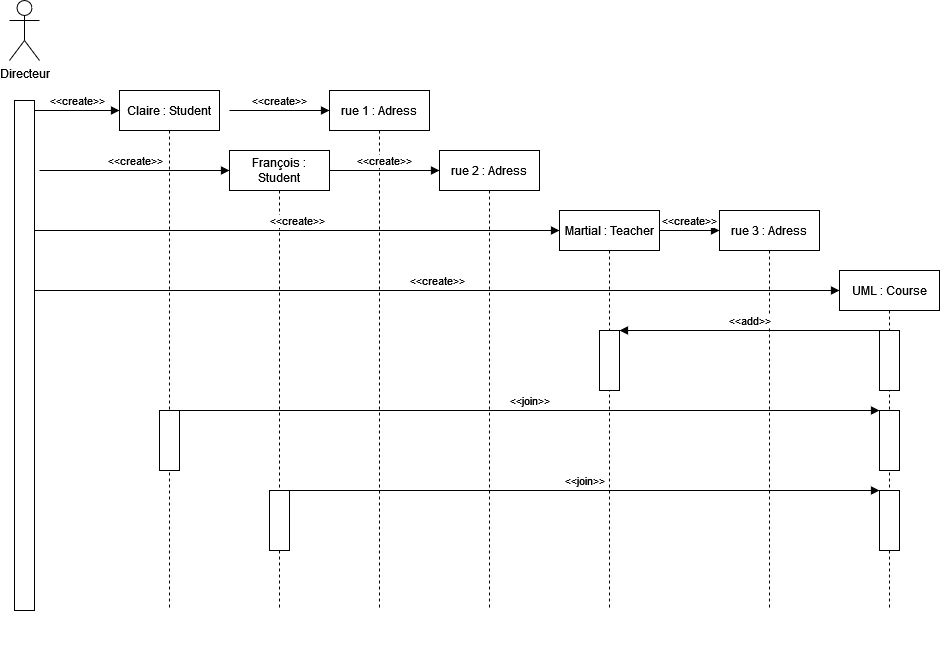 Directeur
<<create>>
Claire : Student
<<create>>
rue 1 : Adress
<<create>>
François :
Student
<<create>>
rue 2 : Adress
<<create>>
Martial : Teacher
<<create>>
rue 3 : Adress
<<create>>
UML : Course
<<add>>
<<join>>
<<join>>